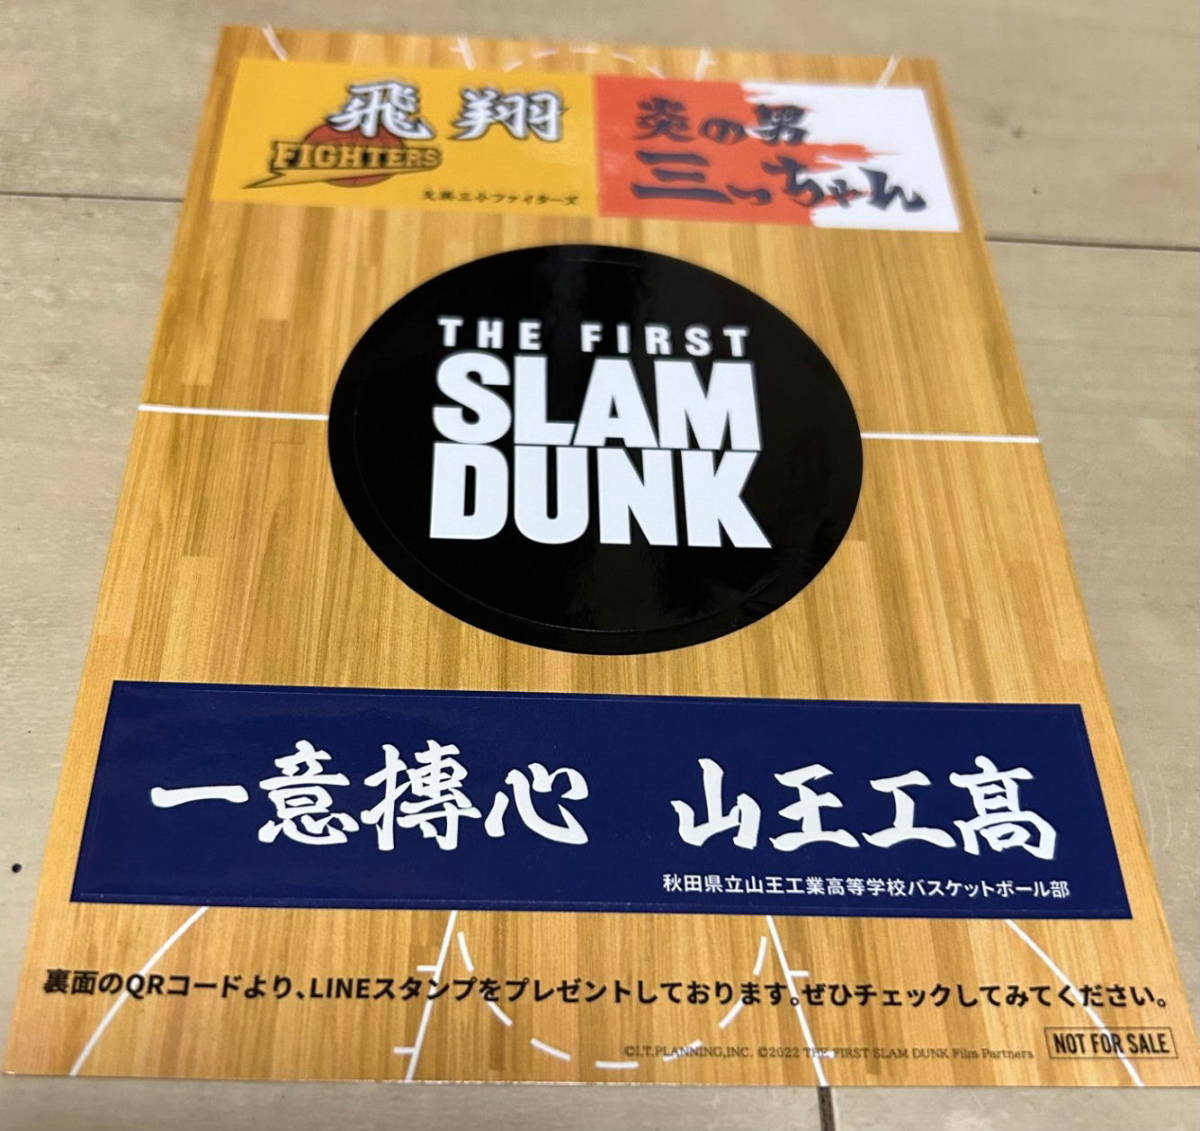 飛翔
FIGHTERS
炎の男
三っちゃん
THE FIRST
SLAM
DUNK
一意摶心 山王工高
秋田県立山王工業高等学校バスケットボール部
裏面のQRコードより、LINEスタンプをプレゼントしております。ぜひチェックしてみてください。
©I.T.PLANNING,INC. ©2022 THE FIRST SLAM DUNK Film Partners
NOT FOR SALE